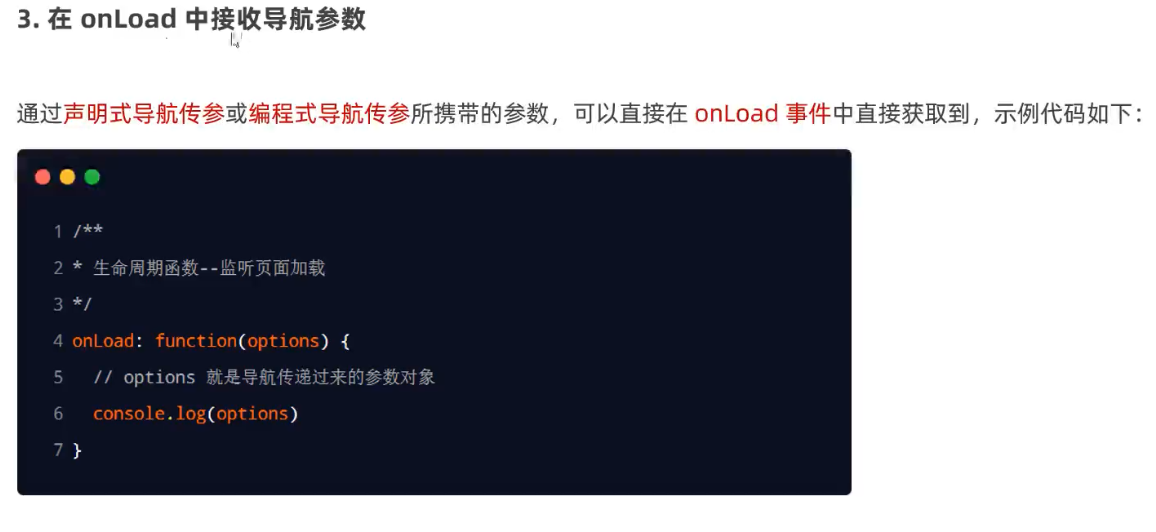 3. 在 onLoad 中接收导航参数
通过声明式导航传参或编程式导航传参所携带的参数，可以直接在 onLoad 事件中直接获取到，示例代码如下：
1 /**
2 * 生命周期函数--监听页面加载
3 */
4 onLoad: function(options) {
5   // options 就是导航传递过来的参数对象
6   console.log(options)
7 }